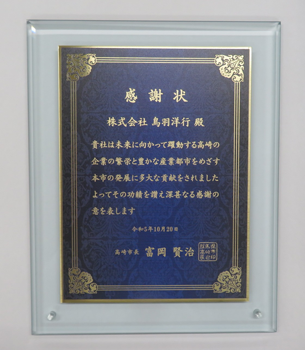 感謝状
株式会社 鳥羽洋行 殿
貴社は未来に向かって躍動する高崎の
企業の繁栄と豊かな産業都市をめざす
本市の発展に多大な貢献をされました
よってその功績を讃え深甚なる感謝の
意を表します
令和5年10月28日
高崎市長 富岡 賢治